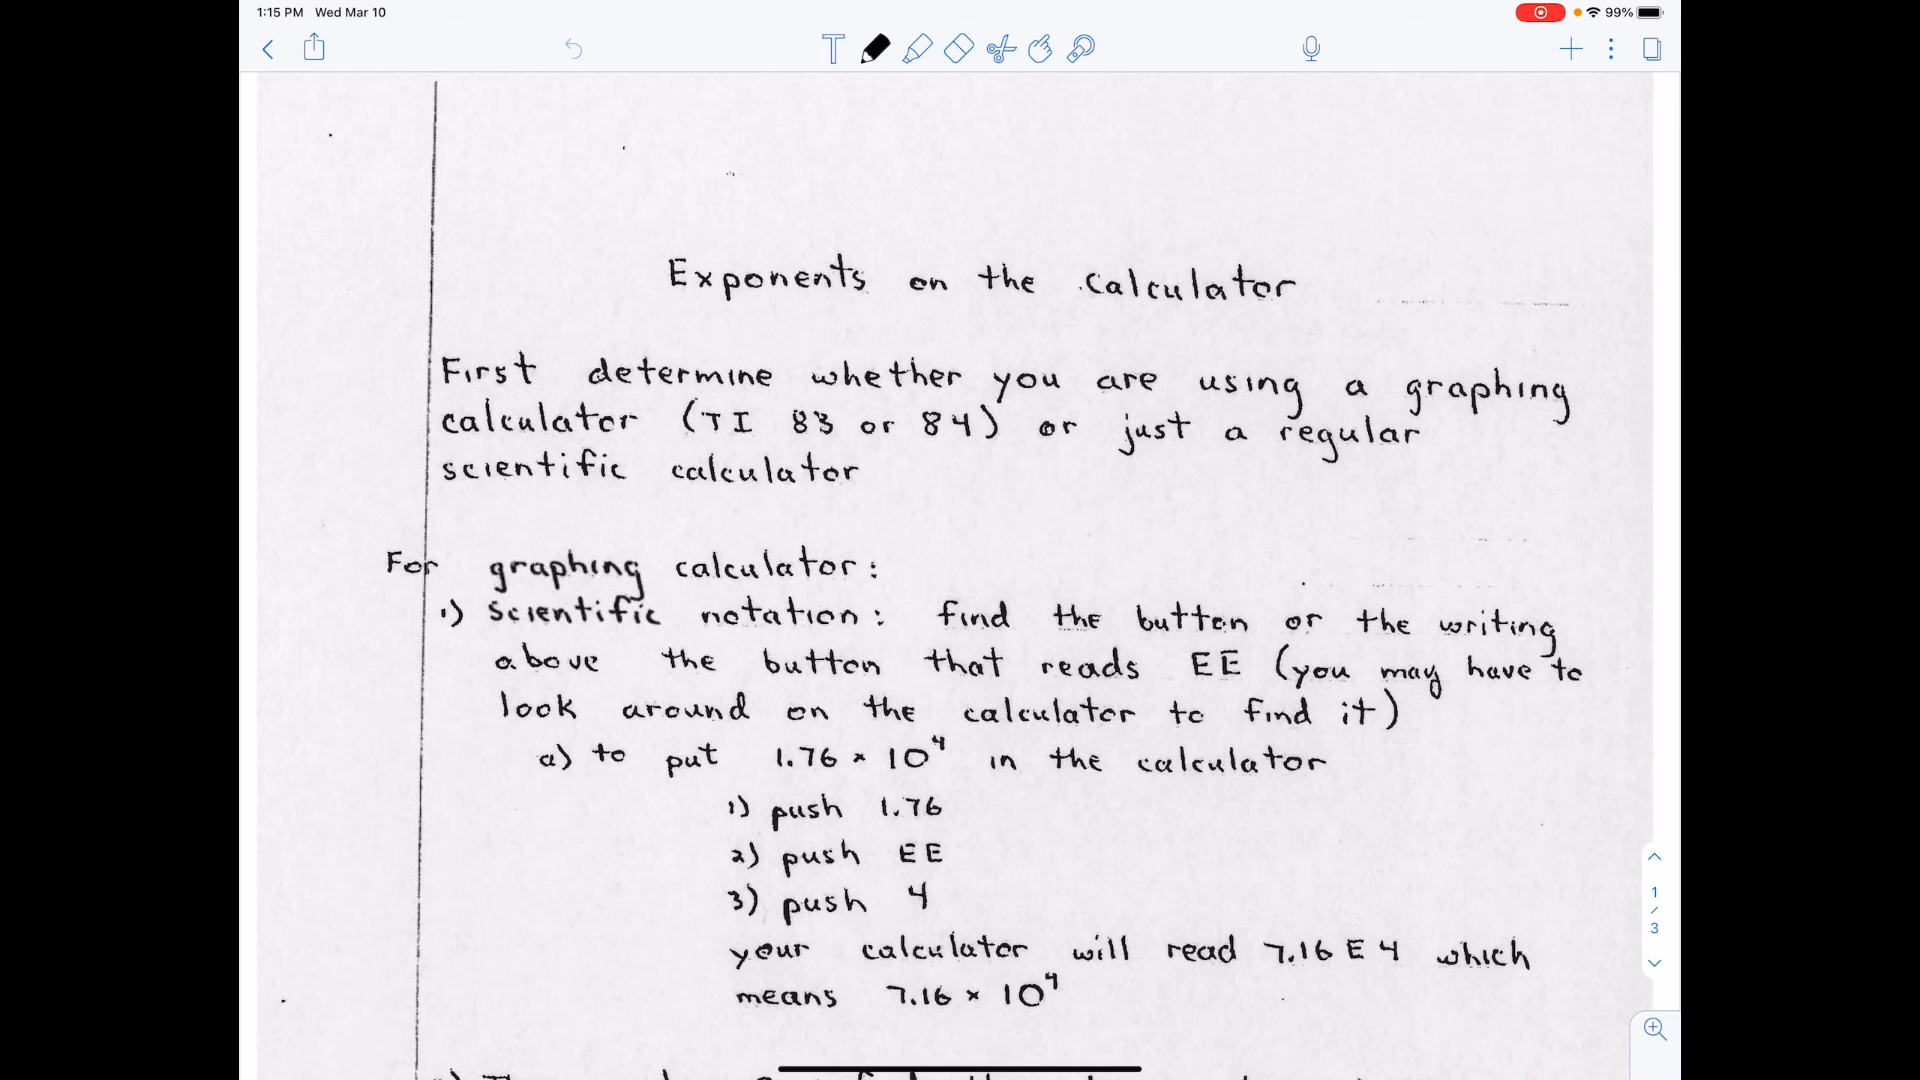 1:15 PM Wed Mar 10
99%
T
Exponents on the calculator
First determine whether you are using a graphing
calculator (TI 83 or 84) or just a regular
scientific calculator
For graphing calculator:
1) scientific notation: find the button or the writing
above the button that reads EE (you may have to
look around on the calculator to find it)
a) to put 1.76 × 10⁴ in the calculator
1) push 1.76
2) push EE
3) push 4
your calculator will read 7.16 E 4 which
means 7.16 × 10⁴
1
/
3